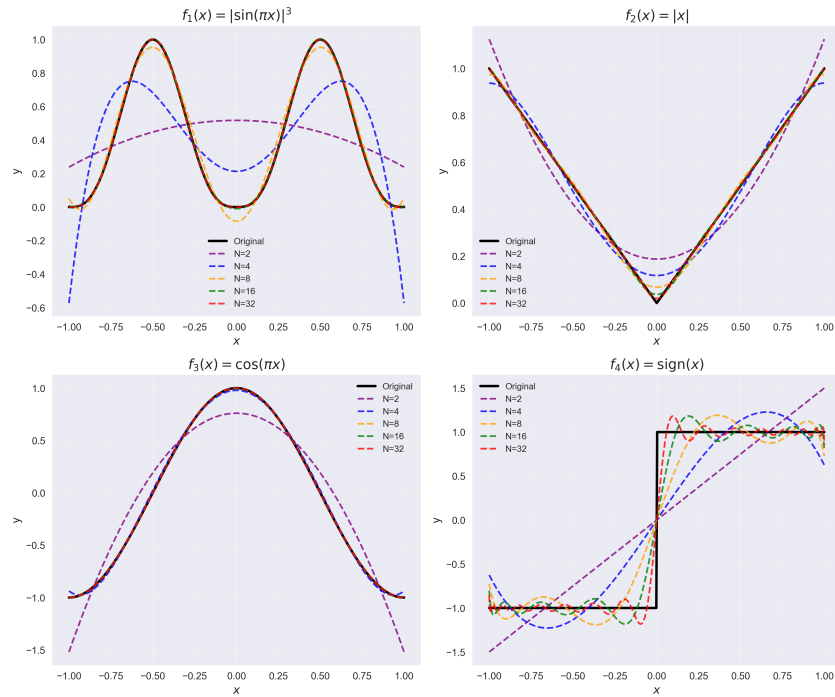 f₁(x) = |sin(πx)|³
y
1.0
0.8
0.6
0.4
0.2
0.0
−0.2
−0.4
−0.6
Original
N=2
N=4
N=8
N=16
N=32
−1.00 −0.75 −0.50 −0.25 0.00 0.25 0.50 0.75 1.00
x
f₂(x) = |x|
y
1.0
0.8
0.6
0.4
0.2
0.0
Original
N=2
N=4
N=8
N=16
N=32
−1.00 −0.75 −0.50 −0.25 0.00 0.25 0.50 0.75 1.00
x
f₃(x) = cos(πx)
y
1.0
0.5
0.0
−0.5
−1.0
−1.5
Original
N=2
N=4
N=8
N=16
N=32
−1.00 −0.75 −0.50 −0.25 0.00 0.25 0.50 0.75 1.00
x
f₄(x) = sign(x)
y
1.5
1.0
0.5
0.0
−0.5
−1.0
−1.5
Original
N=2
N=4
N=8
N=16
N=32
−1.00 −0.75 −0.50 −0.25 0.00 0.25 0.50 0.75 1.00
x